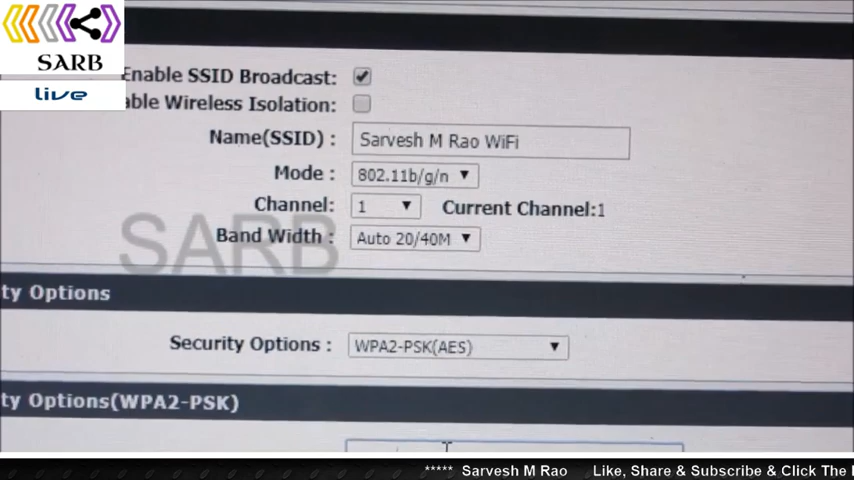 SARB
live
Enable SSID Broadcast:
able Wireless Isolation:
Name(SSID) : Sarvesh M Rao WiFi
Mode : 802.11b/g/n
Channel: 1 Current Channel:1
Band Width : Auto 20/40M
SARB
ty Options
Security Options : WPA2-PSK(AES)
ty Options(WPA2-PSK)
***** Sarvesh M Rao Like, Share & Subscribe & Click The